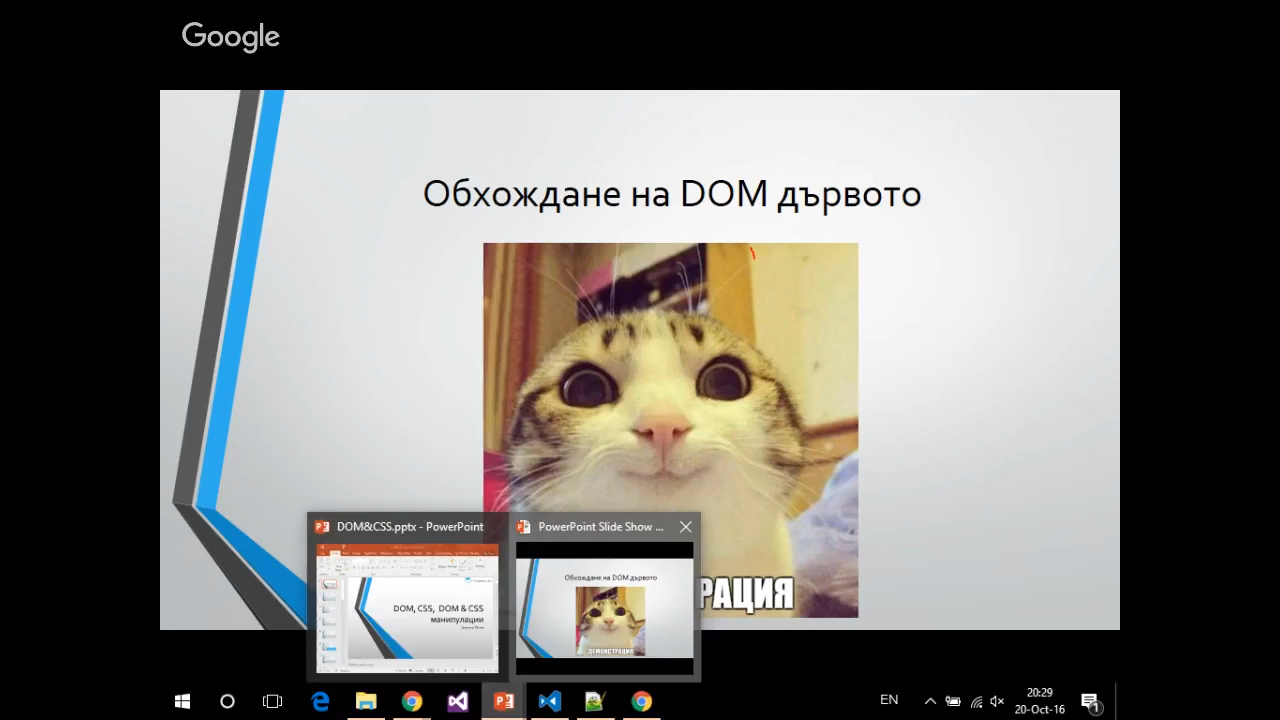 Google
Обхождане на DOM дървото
РАЦИЯ
DOM&CSS.pptx - PowerPoint
PowerPoint Slide Show ...
DOM, CSS, DOM & CSS
манипулации
Обхождане на DOM дървото
ДЕМОНСТРАЦИЯ
EN
20:29
20-Oct-16
1